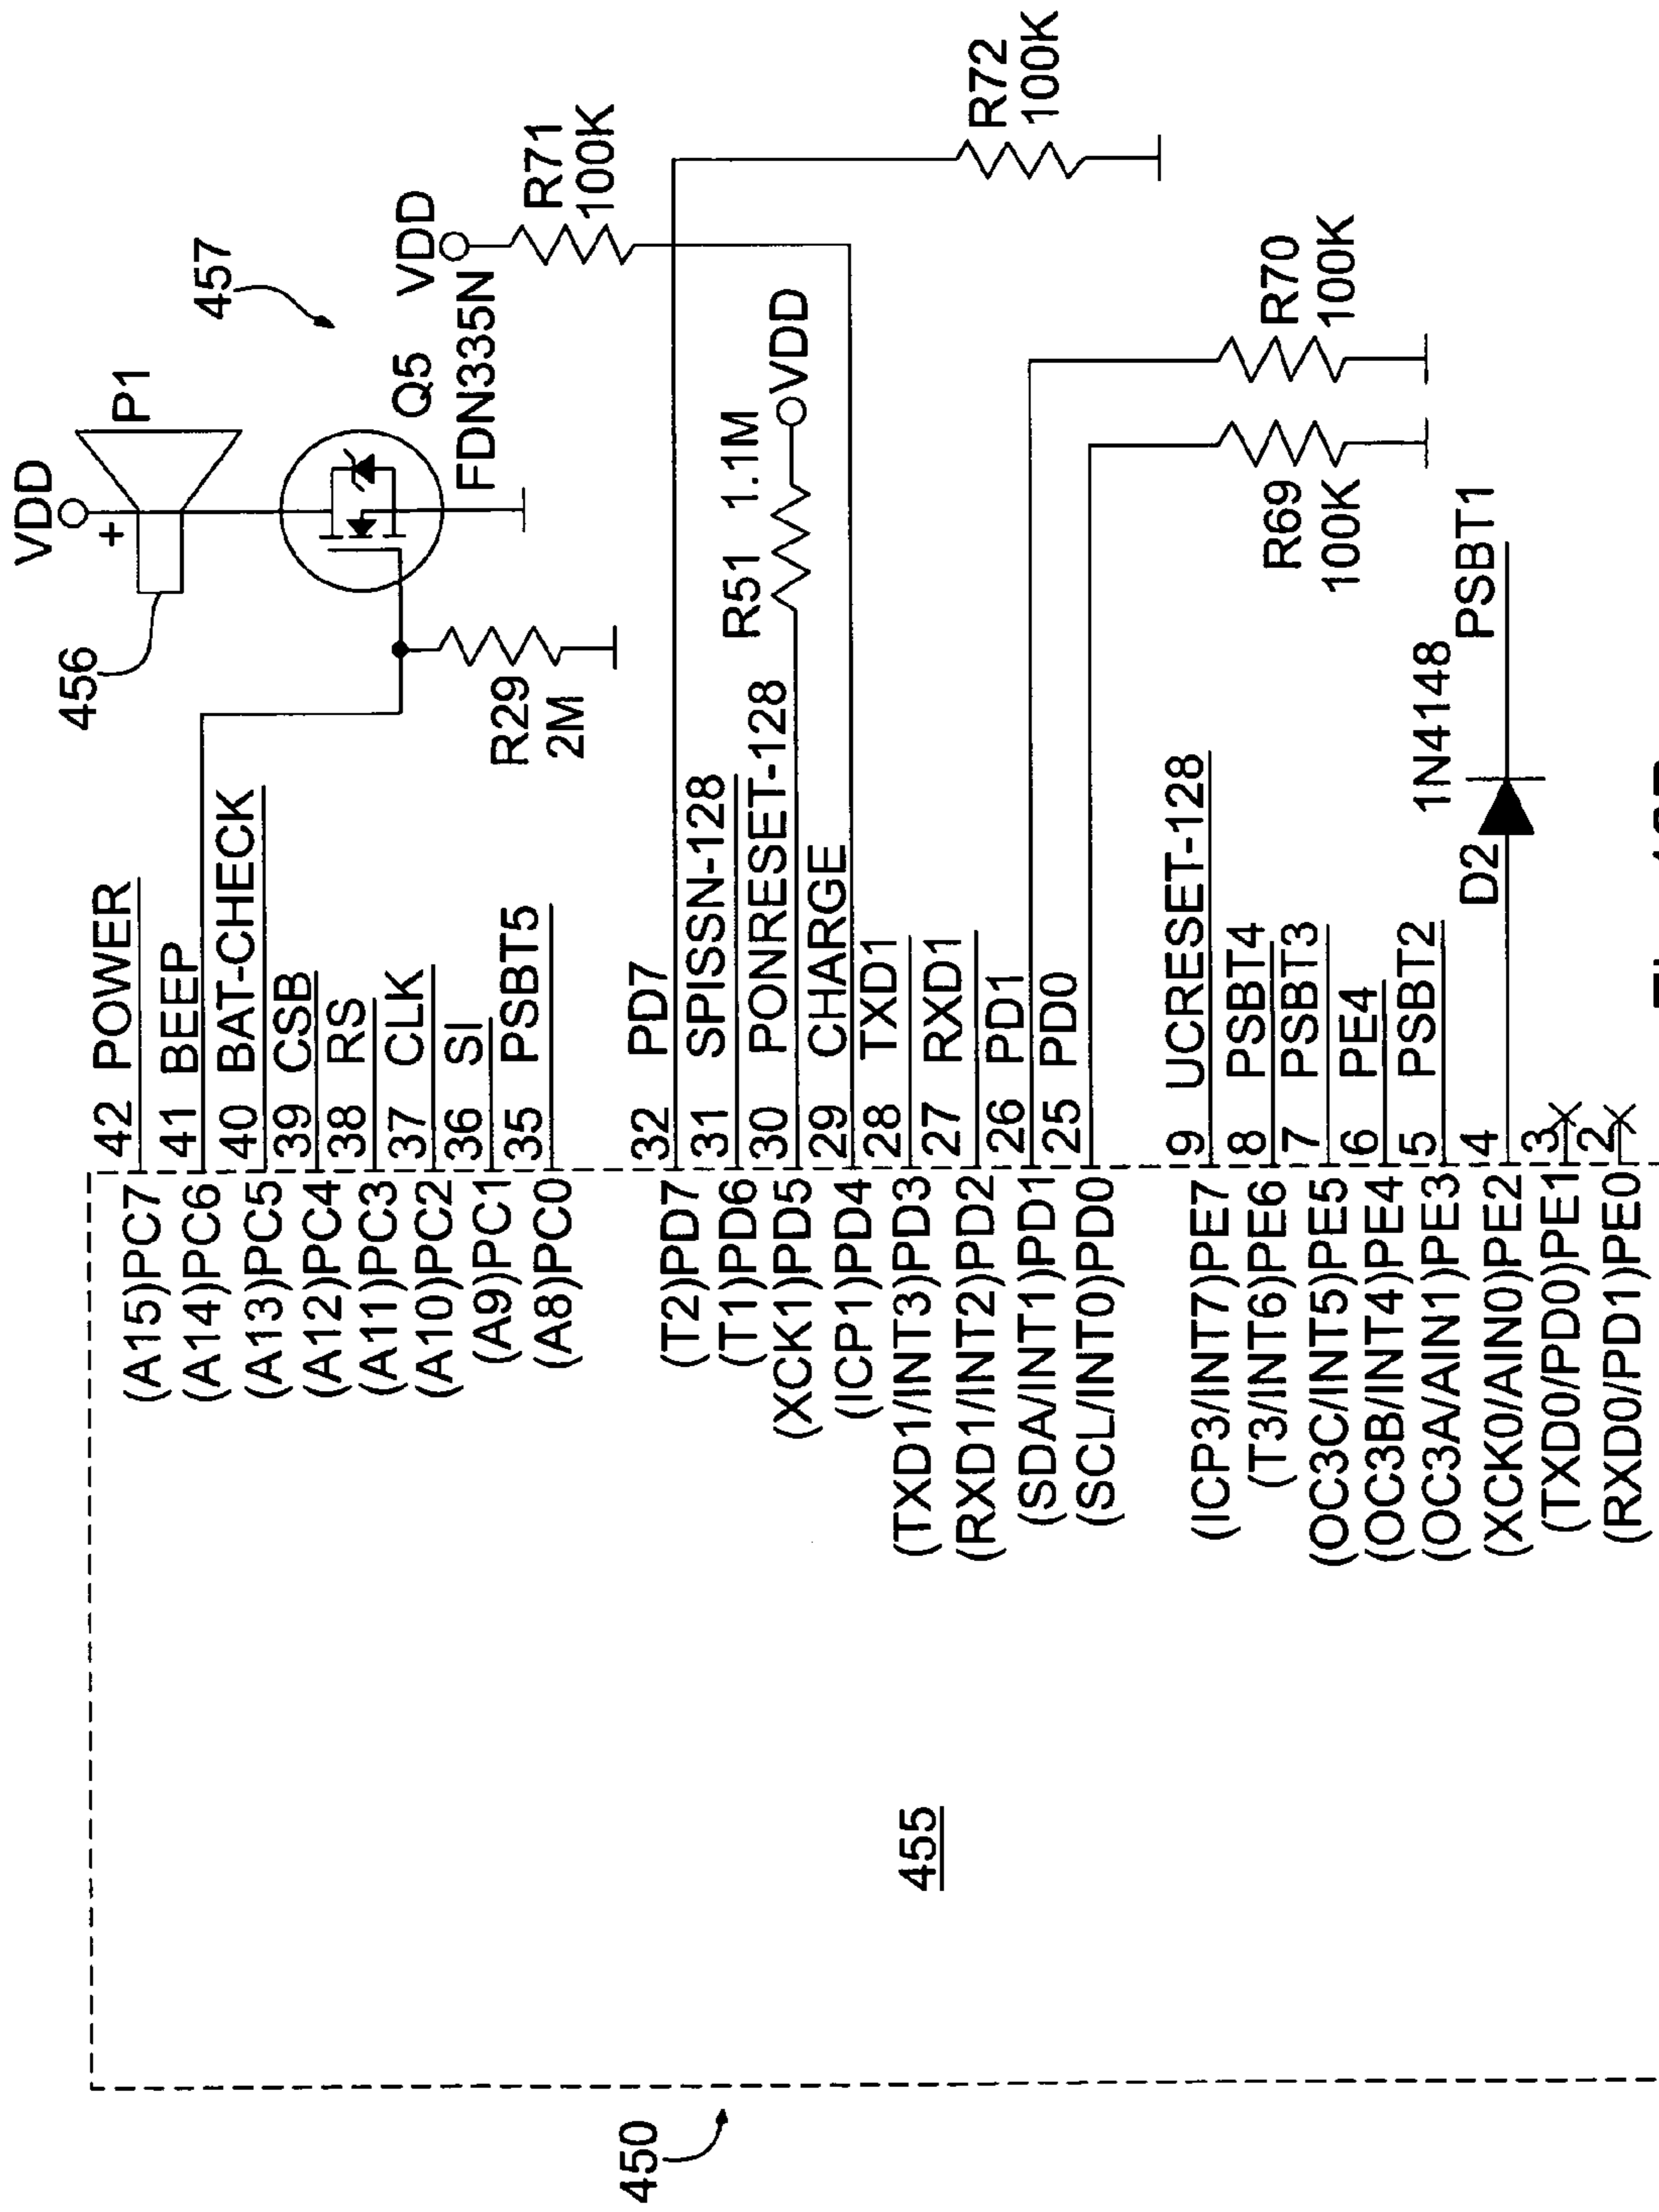 450
455
(A15)PC7 42 POWER
(A14)PC6 41 BEEP
(A13)PC5 40 BAT-CHECK
(A12)PC4 39 CSB
(A11)PC3 38 RS
(A10)PC2 37 CLK
(A9)PC1 36 SI
(A8)PC0 35 PSBT5
(T2)PD7 32 PD7
(T1)PD6 31 SPISSN-128
(XCK1)PD5 30 PONRESET-128
(ICP1)PD4 29 CHARGE
(TXD1/INT3)PD3 28 TXD1
(RXD1/INT2)PD2 27 RXD1
(SDA/INT1)PD1 26 PD1
(SCL/INT0)PD0 25 PD0
(ICP3/INT7)PE7 9 UCRESET-128
(T3/INT6)PE6 8 PSBT4
(OC3C/INT5)PE5 7 PSBT3
(OC3B/INT4)PE4 6 PE4
(OC3A/AIN1)PE3 5 PSBT2
(XCK0/AIN0)PE2 4
(TXD0/PD0)PE1 3
(RXD0/PD1)PE0 2
VDD
+
P1
456
457
Q5
FDN335N
R29
2M
VDD
R71
100K
R51 1.1M
VDD
R72
100K
R69
100K
R70
100K
D2
1N4148
PSBT1